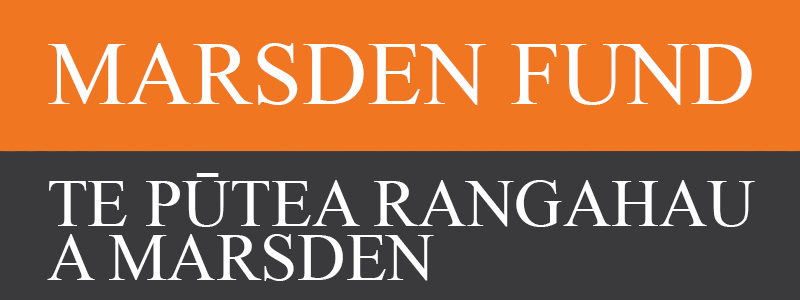 MARSDEN FUND
TE PŪTEA RANGAHAU
A MARSDEN